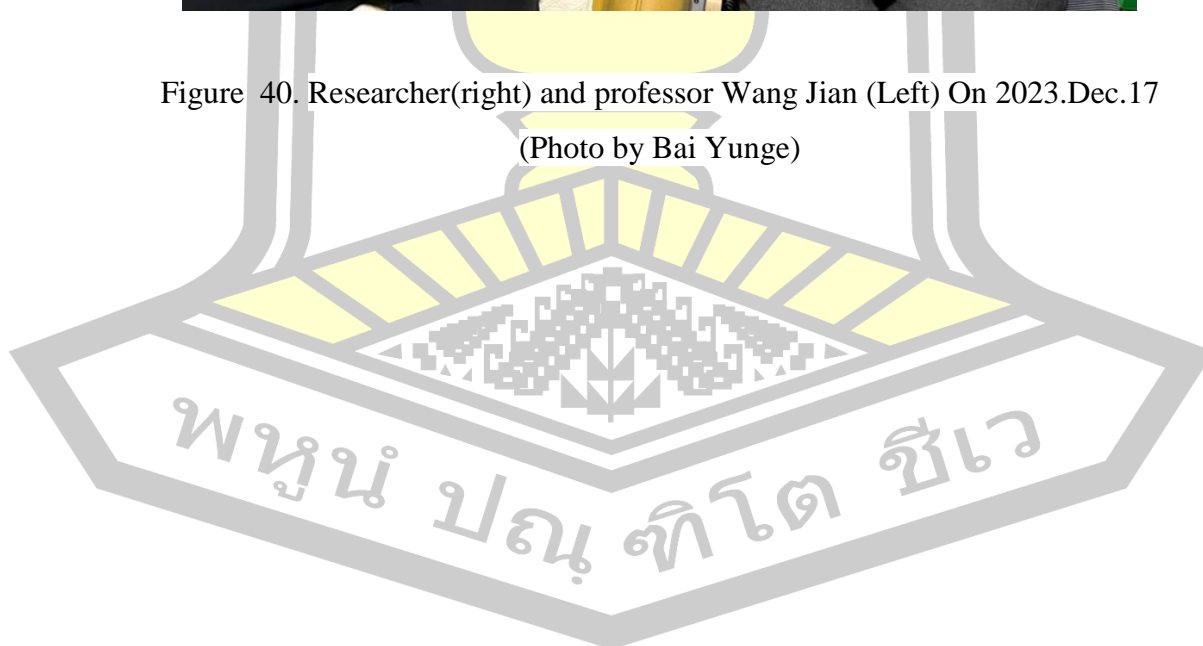 Figure  40. Researcher(right) and professor Wang Jian (Left) On 2023.Dec.17
(Photo by Bai Yunge)
พหูนํ ปณฺฑิโต ชีเว